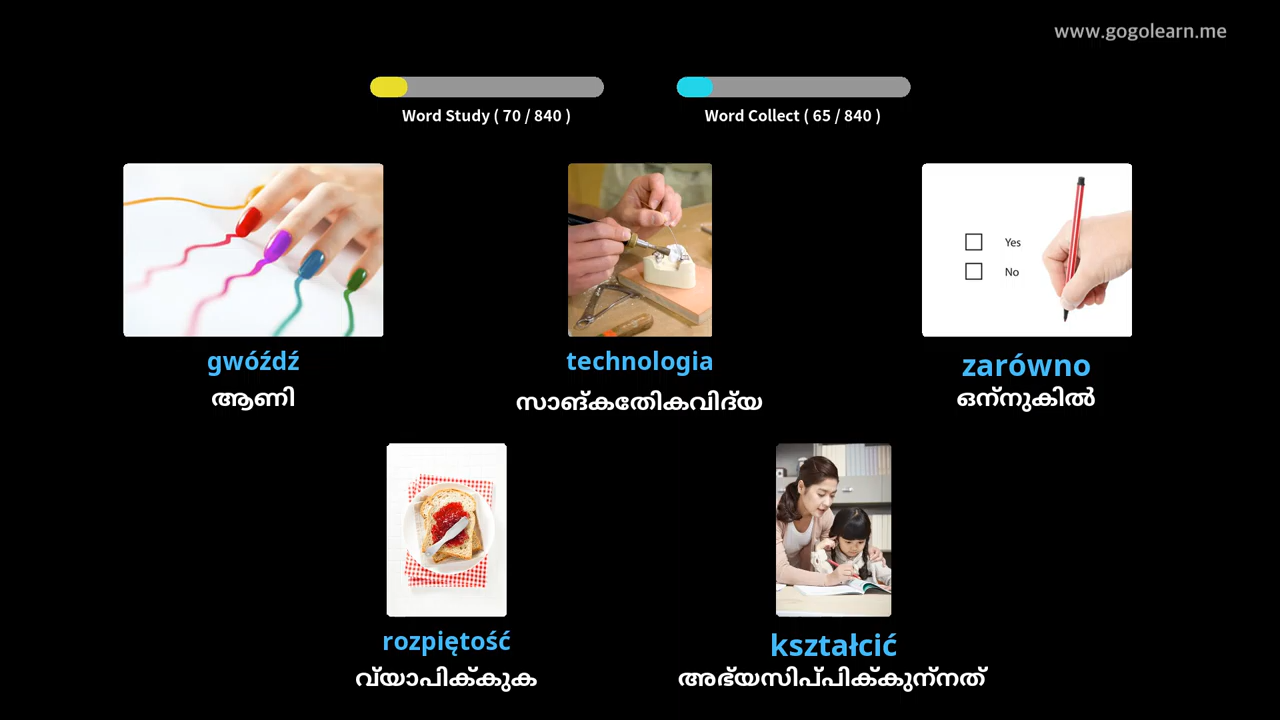 www.gogolearn.me
Word Study ( 70 / 840 )
Word Collect ( 65 / 840 )
Yes
No
gwóźdź
technologia
zarówno
ആണി
സാങ്കേതികവിദ്യ
ഒന്നുകിൽ
rozpiętość
kształcić
വ്യാപിക്കുക
അഭ്യസിപ്പിക്കുന്നത്